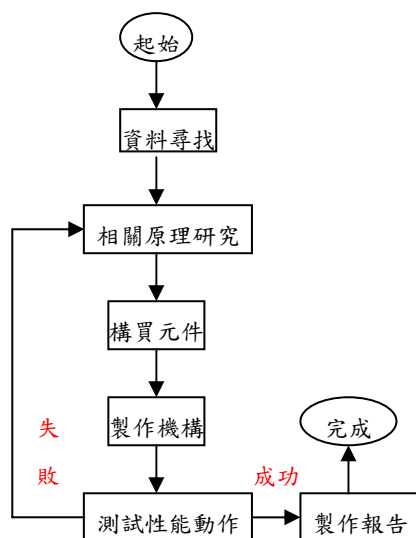 起始
資料尋找
相關原理研究
構買元件
製作機構
失
敗
完成
成功
測試性能動作
製作報告